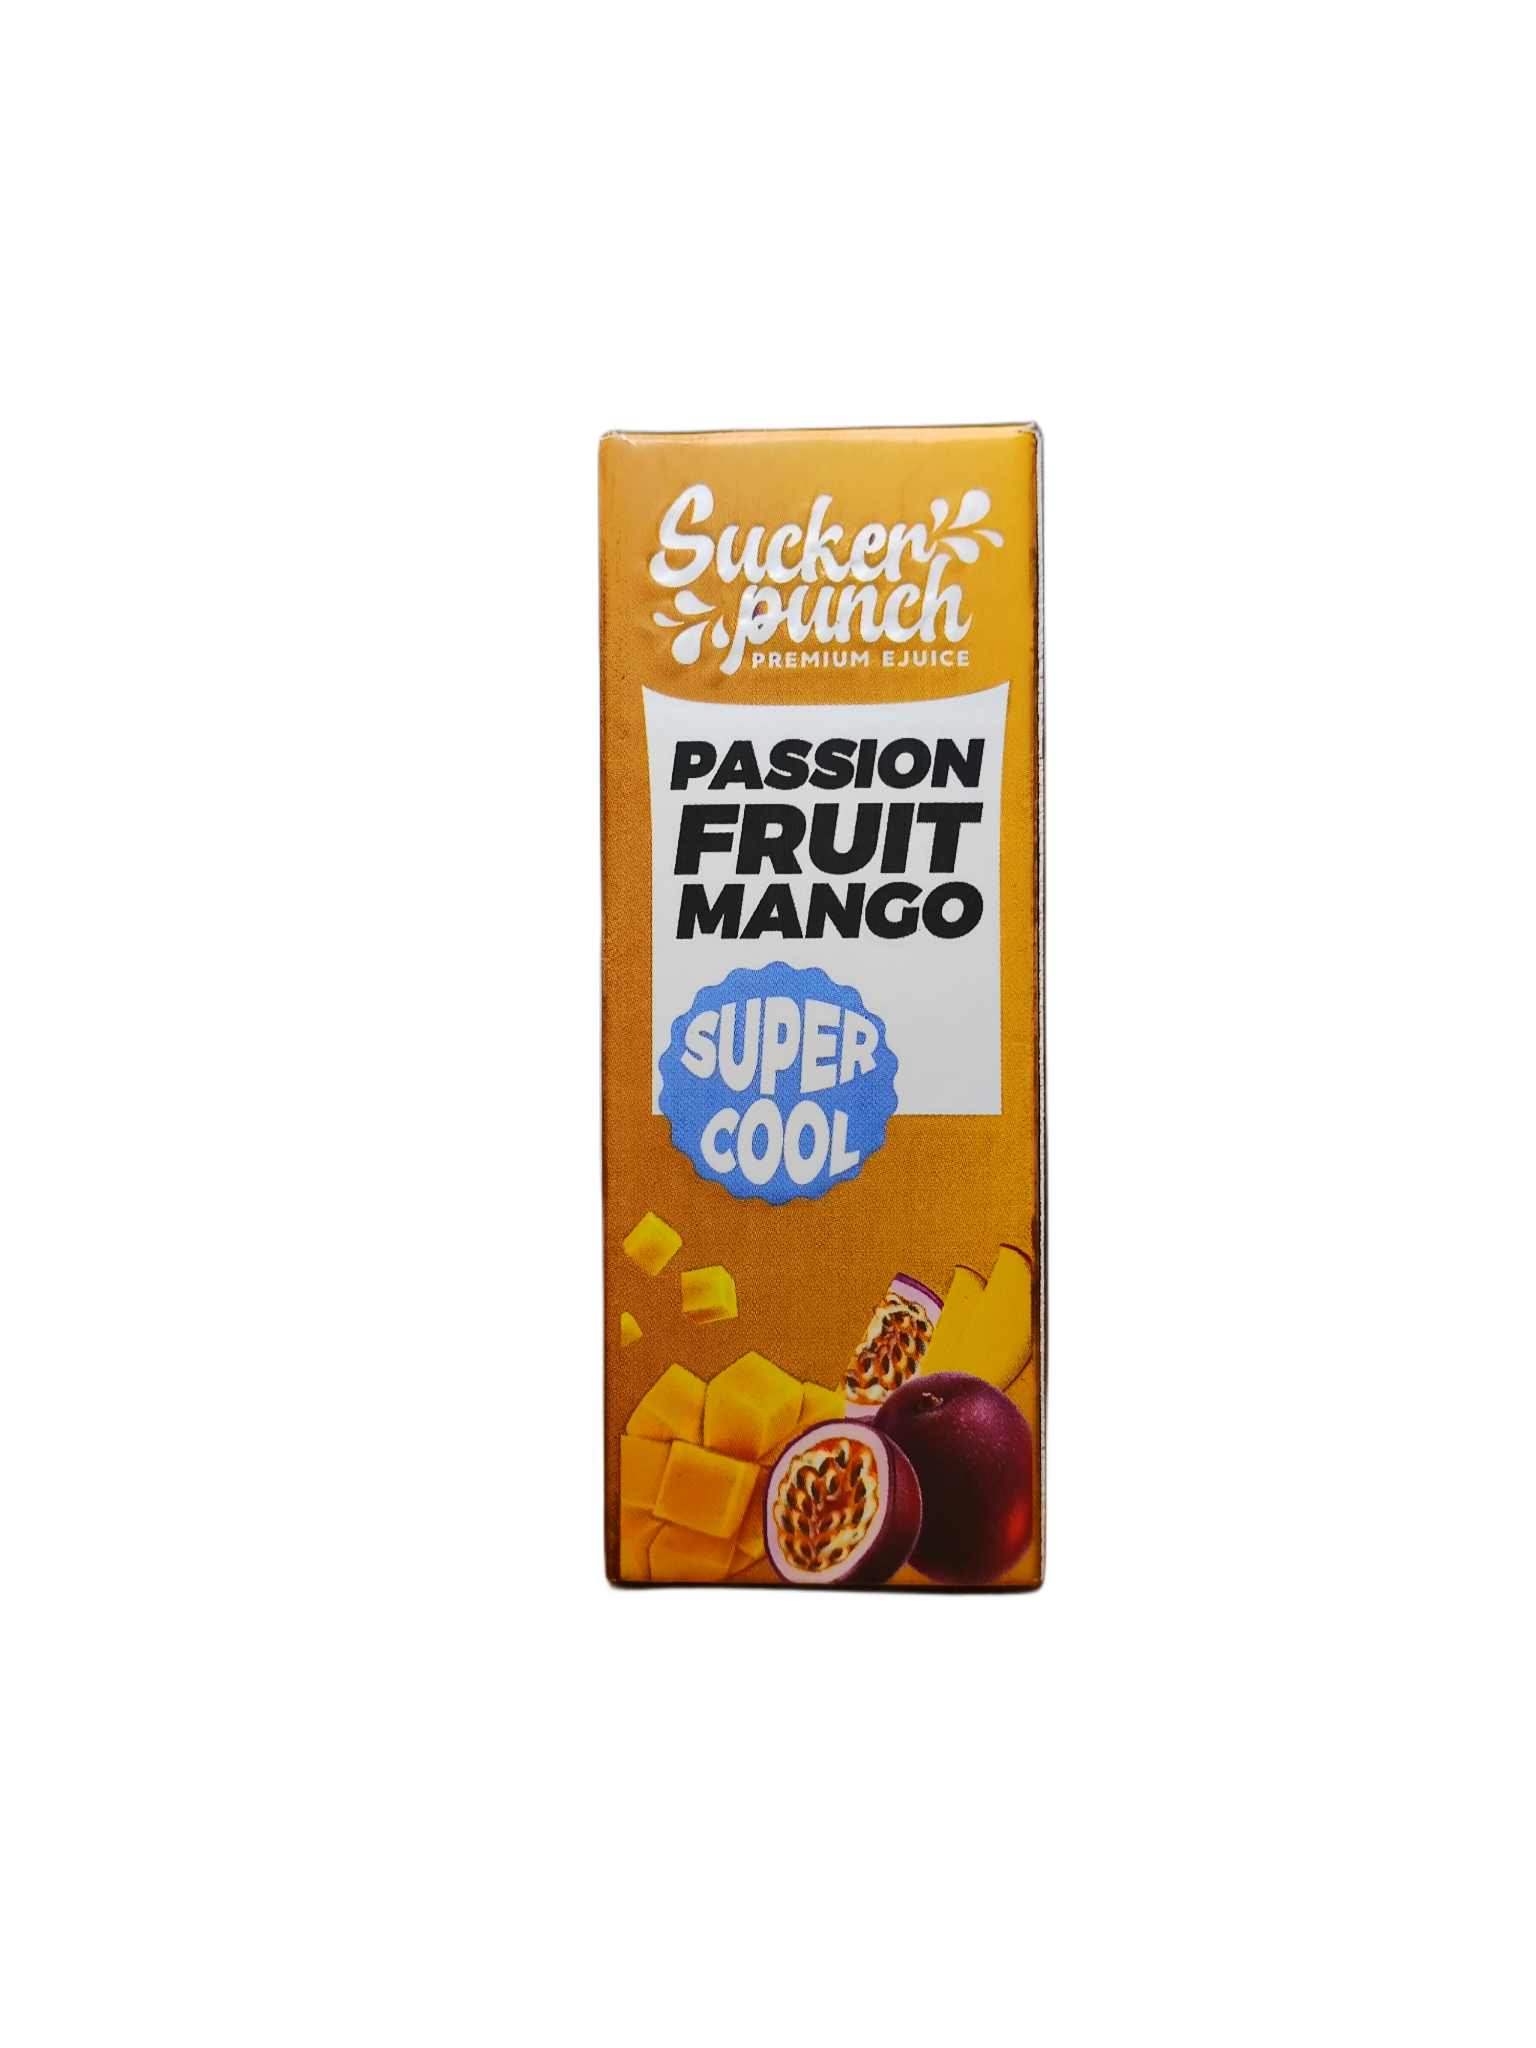 Sucker
punch
PREMIUM EJUICE
PASSION
FRUIT
MANGO
SUPER
COOL